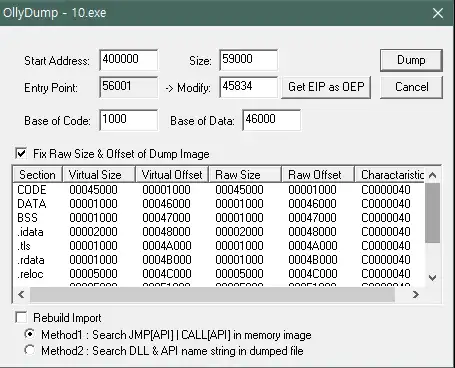 OllyDump - 10.exe
Start Address: 400000 Size: 59000 Dump
Entry Point: 56001 -> Modify: 45834 Get EIP as OEP Cancel
Base of Code: 1000 Base of Data: 46000
Fix Raw Size & Offset of Dump Image
Section Virtual Size Virtual Offset Raw Size Raw Offset Charactaristic
CODE 00045000 00001000 00045000 00001000 C0000040
DATA 00001000 00046000 00001000 00046000 C0000040
BSS 00001000 00047000 00001000 00047000 C0000040
.idata 00002000 00048000 00002000 00048000 C0000040
.tls 00001000 0004A000 00001000 0004A000 C0000040
.rdata 00001000 0004B000 00001000 0004B000 C0000040
.reloc 00005000 0004C000 00005000 0004C000 C0000040
Rebuild Import
Method1 : Search JMP[API] | CALL[API] in memory image
Method2 : Search DLL & API name string in dumped file